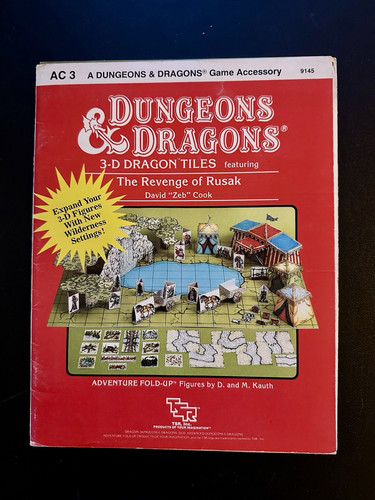 AC 3 A DUNGEONS & DRAGONS® Game Accessory 9145
DUNGEONS
& DRAGONS®
3-D DRAGON™ TILES featuring
The Revenge of Rusak
David "Zeb" Cook
Expand Your
3-D Figures
With New
Wilderness
Settings!
ADVENTURE FOLD-UP® Figures by D. and M. Kauth
TSR
TSR, Inc.
PRODUCTS OF YOUR IMAGINATION™